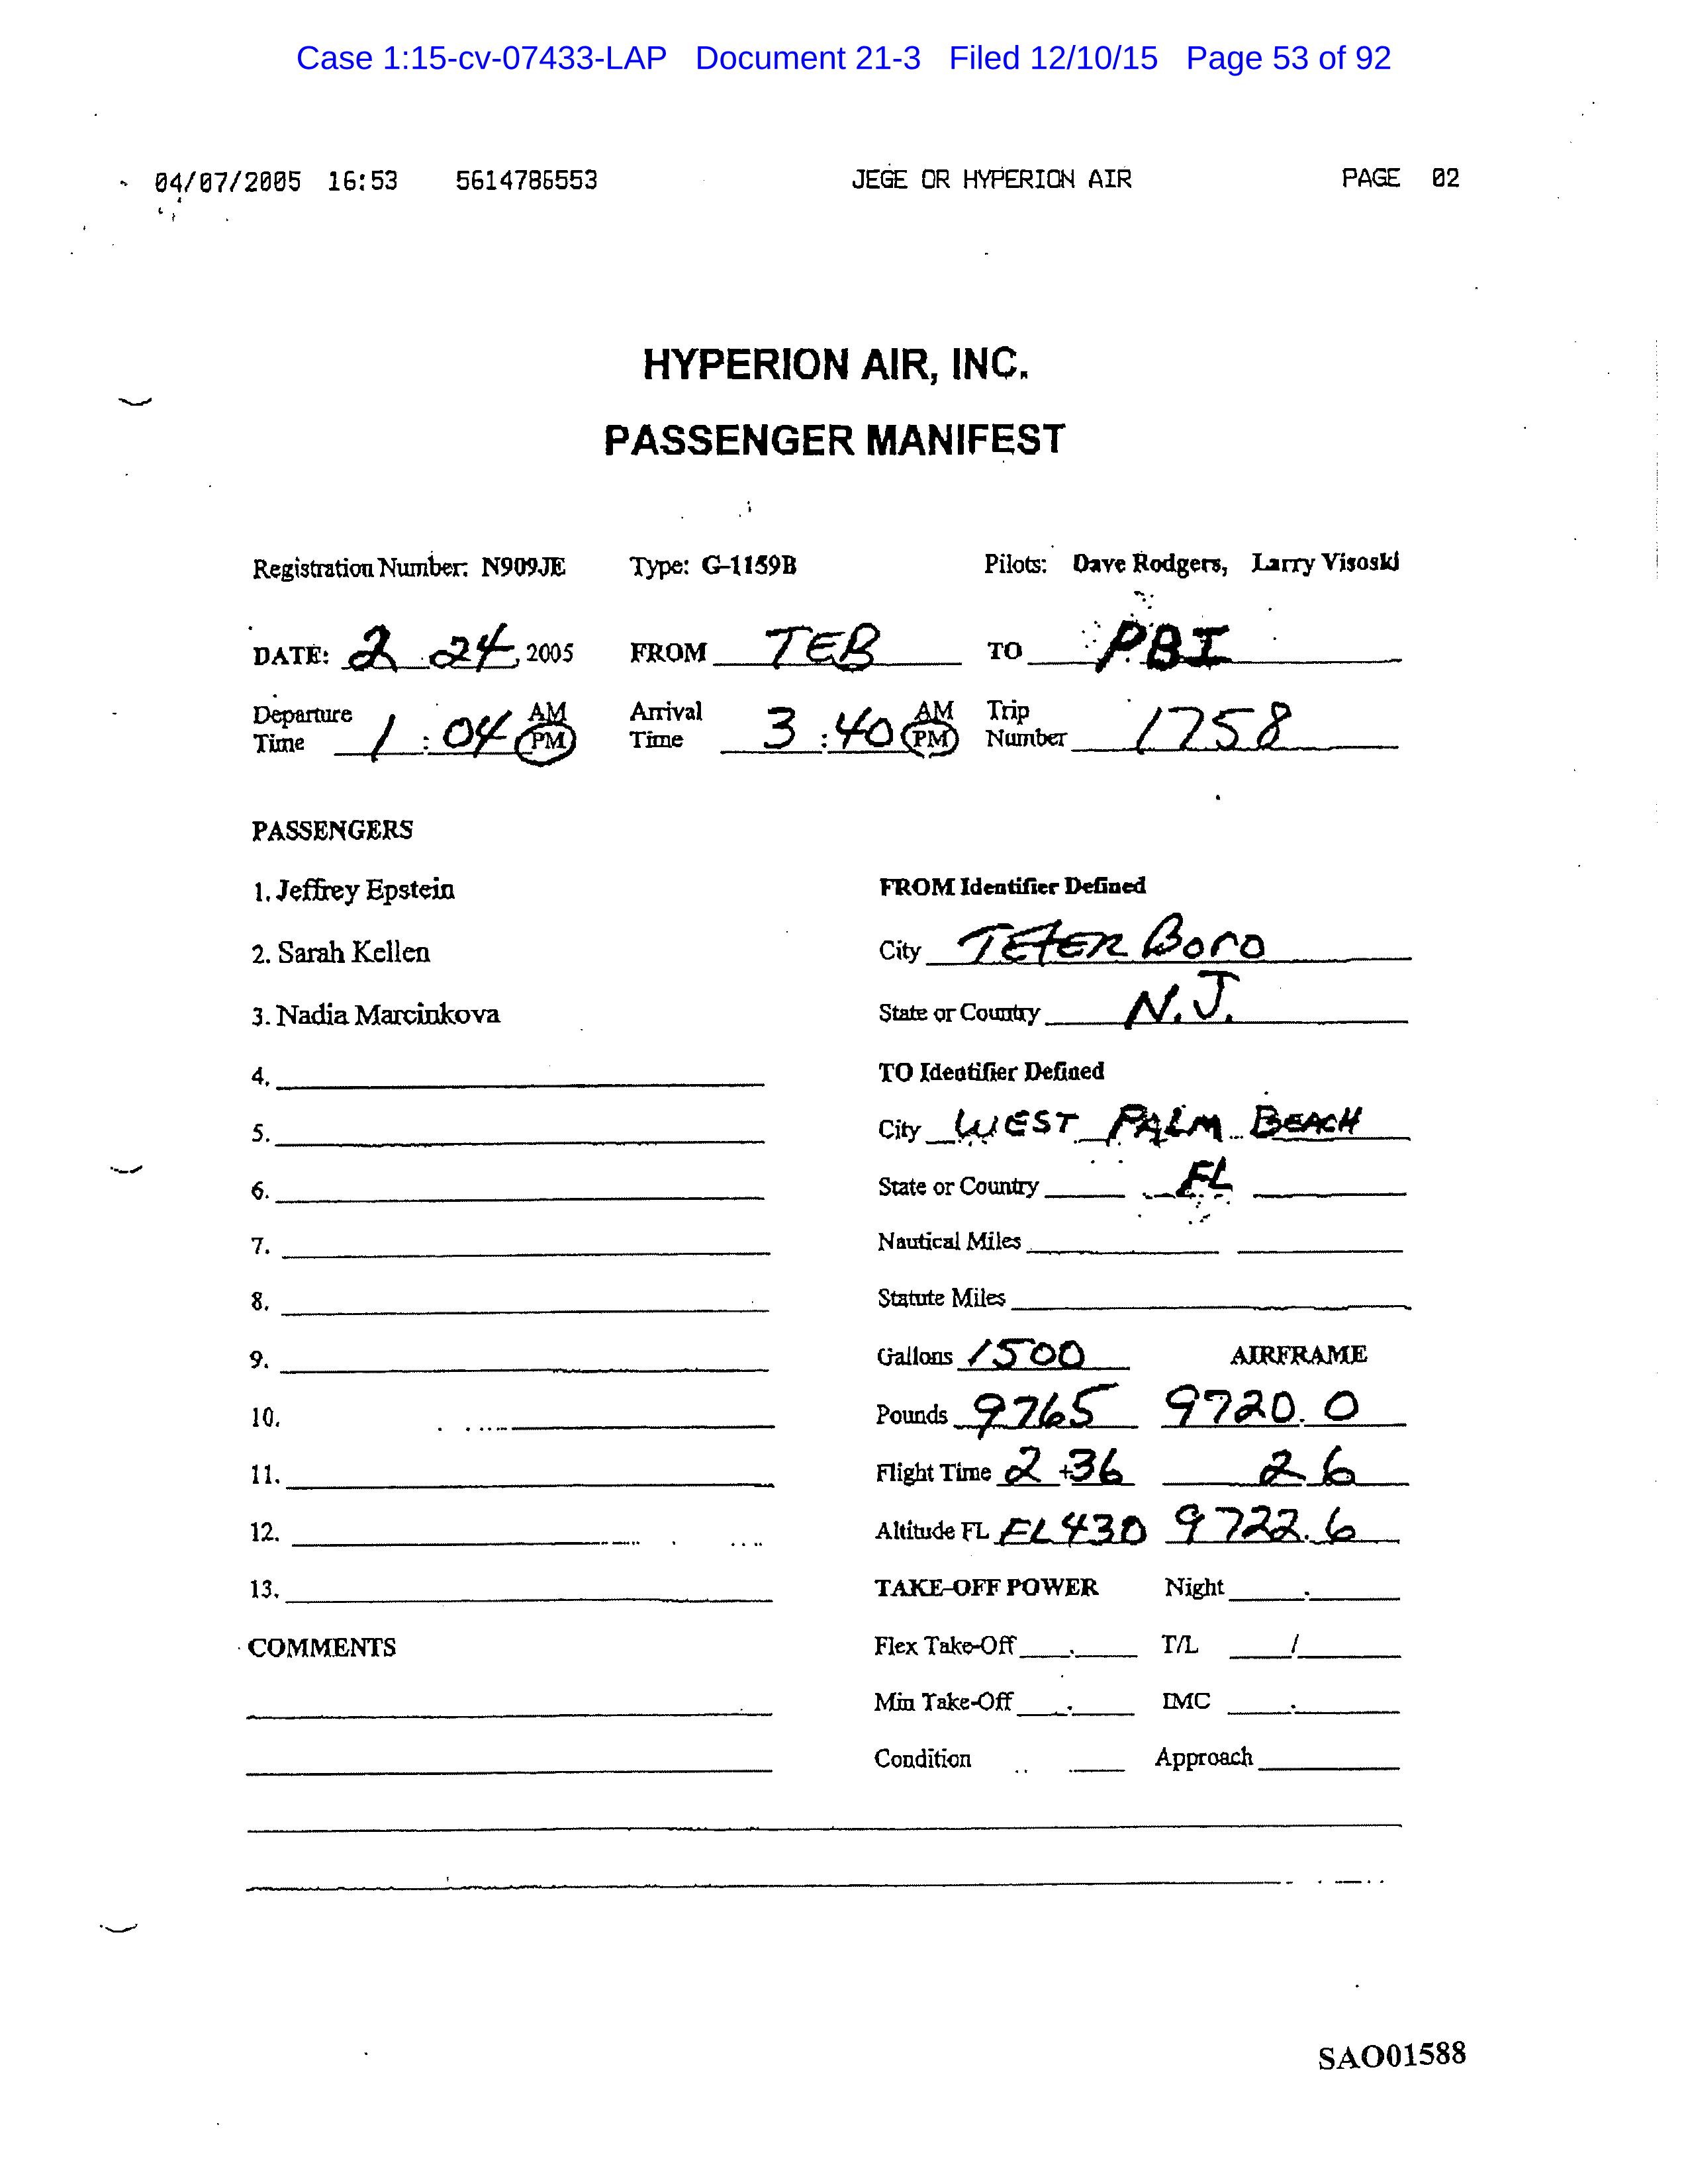 Case 1:15-cv-07433-LAP Document 21-3 Filed 12/10/15 Page 53 of 92
04/07/2005 16:53 5614786553 JEGE OR HYPERION AIR PAGE 02
HYPERION AIR, INC.
PASSENGER MANIFEST
Registration Number: N909JE Type: G-1159B Pilots: Dave Rodgers, Larry Visoski
DATE: 2 24, 2005 FROM TEB TO PBI
Departure Time 1:04 AM PM Arrival Time 3:40 AM PM Trip Number 1758
PASSENGERS
1. Jeffrey Epstein FROM Identifier Defined
2. Sarah Kellen City TETER Boro
3. Nadia Marcinkova State or Country N.J.
4. TO Identifier Defined
5. City WEST PALM BEACH
6. State or Country FL
7. Nautical Miles
8. Statute Miles
9. Gallons 1500 AIRFRAME
10. Pounds 9765 9720.0
11. Flight Time 2+36 2.6
12. Altitude FL FL430 9722.6
13. TAKE-OFF POWER Night .
COMMENTS Flex Take-Off . T/L /
Min Take-Off . IMC .
Condition Approach
SAO01588